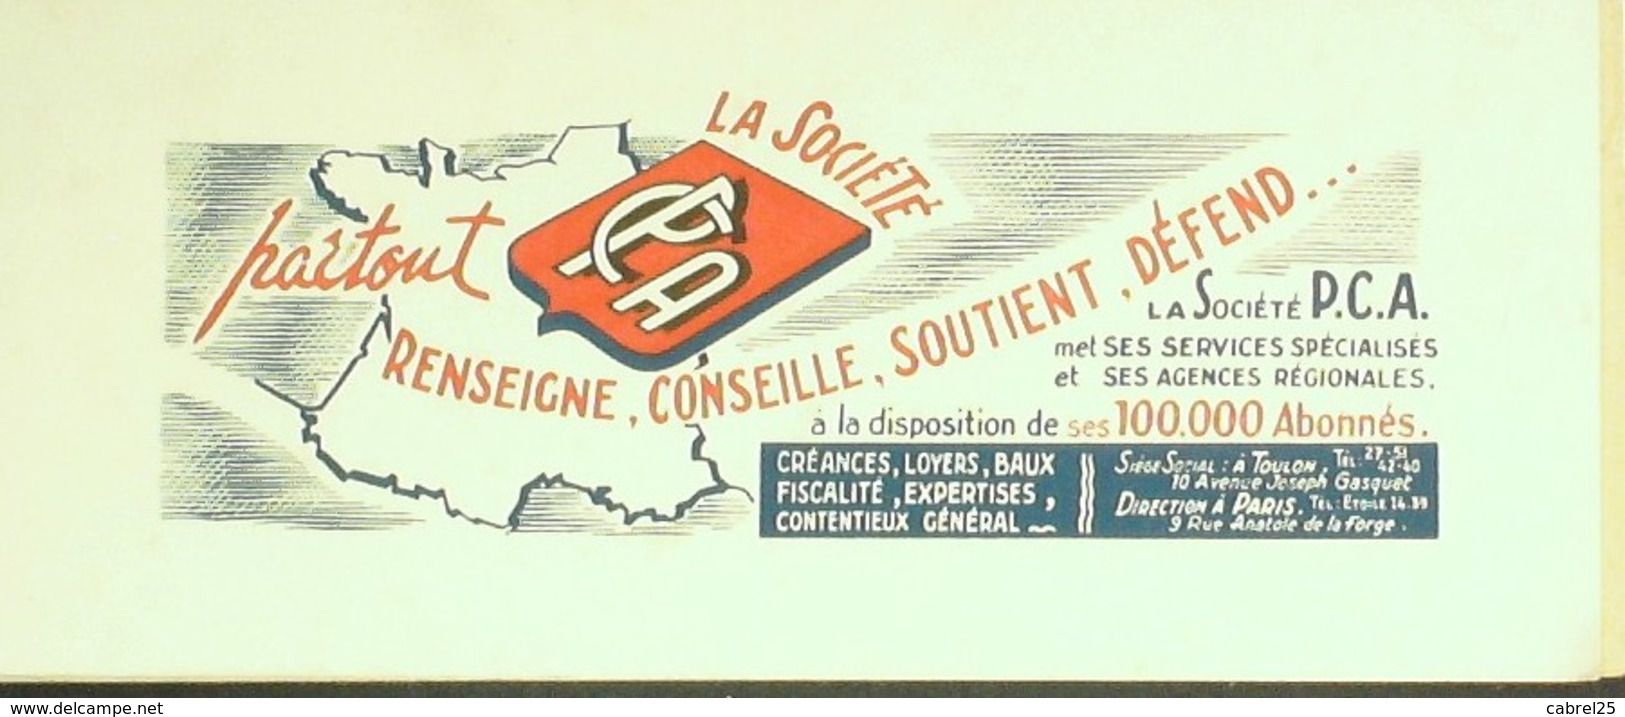 partout
LA SOCIÉTÉ
PCA
RENSEIGNE, CONSEILLE, SOUTIENT, DÉFEND...
LA SOCIÉTÉ P.C.A.
met SES SERVICES SPÉCIALISÉS
et SES AGENCES RÉGIONALES.
à la disposition de ses 100.000 Abonnés.
CRÉANCES, LOYERS, BAUX
FISCALITÉ, EXPERTISES,
CONTENTIEUX GÉNÉRAL
SIÈGE SOCIAL : À TOULON, TÉL: 27-51
42-40
10 Avenue Joseph Gasquet
DIRECTION À PARIS. TEL: ETOILE 14.39
9 Rue Anatole de la Forge.
www.delcampe.net
cabrel25